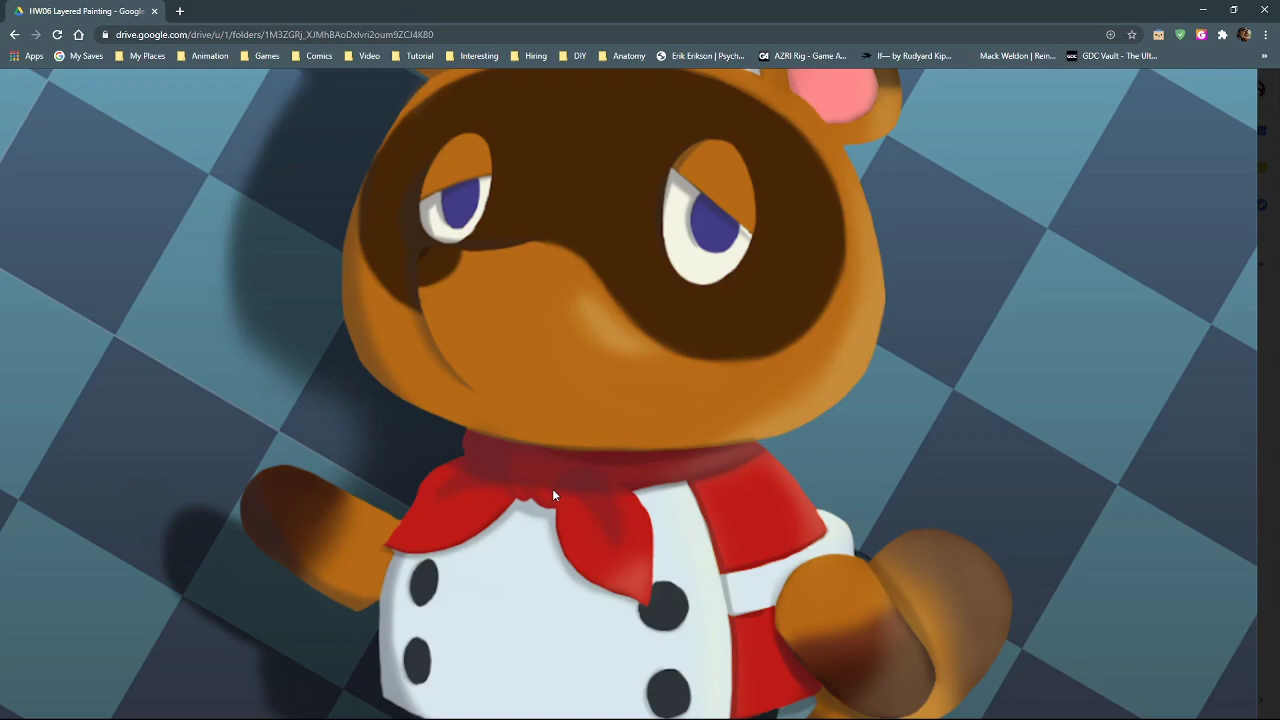 HW06 Layered Painting - Google
drive.google.com/drive/u/1/folders/1M3ZGRj_XJMhBAoDxlvri2oum9ZCJ4K80
Apps My Saves My Places Animation Games Comics Video Tutorial Interesting Hiring DIY Anatomy Erik Erikson | Psych... AZRI Rig - Game A... If— by Rudyard Kip... Mack Weldon | Rein... GDC Vault - The Ult...